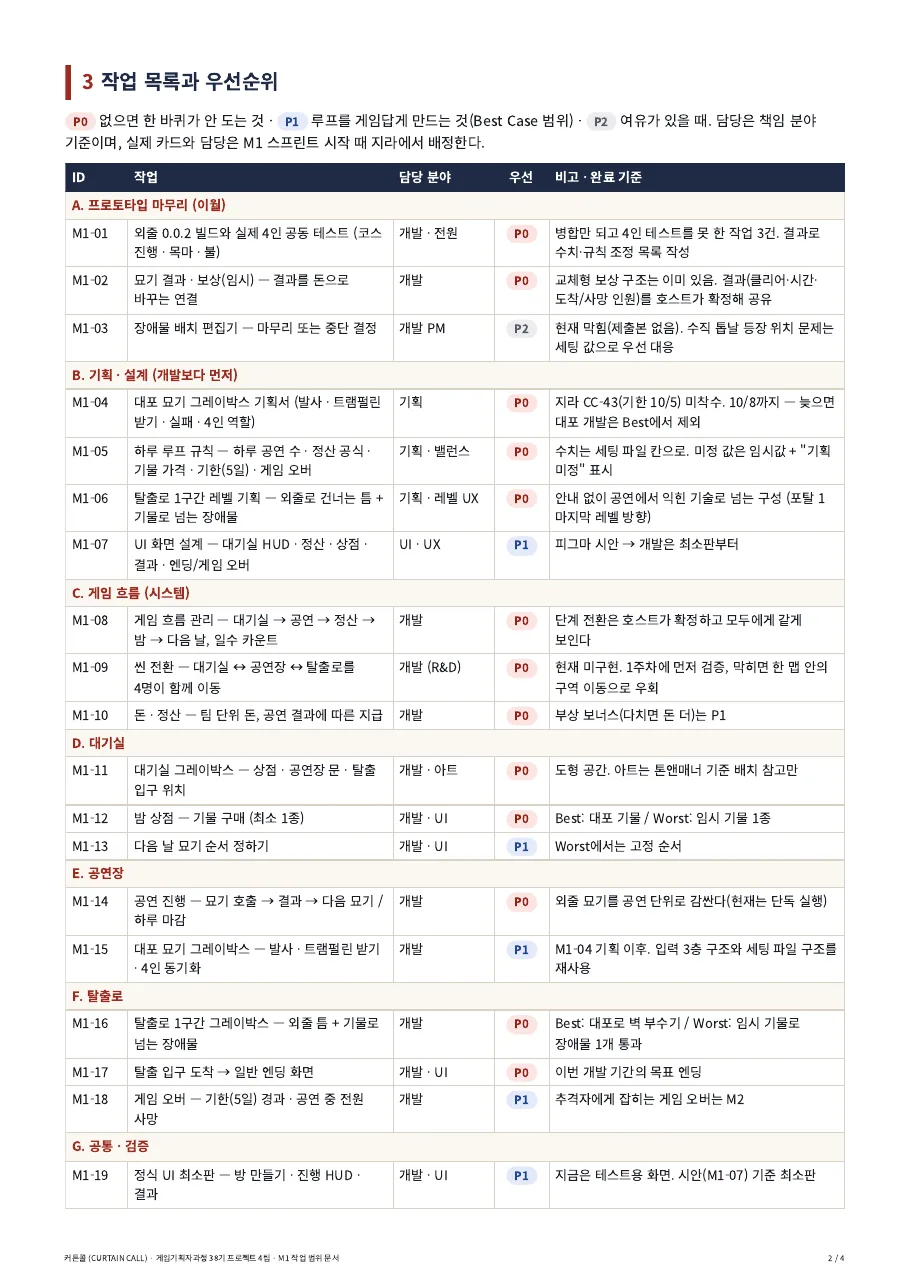 3 작업 목록과 우선순위
P0 없으면 한 바퀴가 안 도는 것 · P1 루프를 게임답게 만드는 것(Best Case 범위) · P2 여유가 있을 때. 담당은 책임 분야
기준이며, 실제 카드와 담당은 M1 스프린트 시작 때 지라에서 배정한다.
ID 작업 담당 분야 우선 비고 · 완료 기준
A. 프로토타입 마무리 (이월)
M1-01 외줄 0.0.2 빌드와 실제 4인 공동 테스트 (코스 개발 · 전원 P0 병합만 되고 4인 테스트를 못 한 작업 3건. 결과로
진행 · 목마 · 불) 수치·규칙 조정 목록 작성
M1-02 묘기 결과 · 보상(임시) — 결과를 돈으로 개발 P0 교체형 보상 구조는 이미 있음. 결과(클리어·시간·
바꾸는 연결 도착/사망 인원)를 호스트가 확정해 공유
M1-03 장애물 배치 편집기 — 마무리 또는 중단 결정 개발 PM P2 현재 막힘(제출본 없음). 수직 톱날 등장 위치 문제는
세팅 값으로 우선 대응
B. 기획 · 설계 (개발보다 먼저)
M1-04 대포 묘기 그레이박스 기획서 (발사 · 트램펄린 기획 P0 지라 CC-43(기한 10/5) 미착수. 10/8까지 — 늦으면
받기 · 실패 · 4인 역할) 대포 개발은 Best에서 제외
M1-05 하루 루프 규칙 — 하루 공연 수 · 정산 공식 · 기획 · 밸런스 P0 수치는 세팅 파일 칸으로. 미정 값은 임시값 + "기획
기물 가격 · 기한(5일) · 게임 오버 미정" 표시
M1-06 탈출로 1구간 레벨 기획 — 외줄로 건너는 틈 + 기획 · 레벨 UX P0 안내 없이 공연에서 익힌 기술로 넘는 구성 (포탈 1
기물로 넘는 장애물 마지막 레벨 방향)
M1-07 UI 화면 설계 — 대기실 HUD · 정산 · 상점 · UI · UX P1 피그마 시안 → 개발은 최소판부터
결과 · 엔딩/게임 오버
C. 게임 흐름 (시스템)
M1-08 게임 흐름 관리 — 대기실 → 공연 → 정산 → 개발 P0 단계 전환은 호스트가 확정하고 모두에게 같게
밤 → 다음 날, 일수 카운트 보인다
M1-09 씬 전환 — 대기실 ↔ 공연장 ↔ 탈출로를 개발 (R&D) P0 현재 미구현. 1주차에 먼저 검증, 막히면 한 맵 안의
4명이 함께 이동 구역 이동으로 우회
M1-10 돈 · 정산 — 팀 단위 돈, 공연 결과에 따른 지급 개발 P0 부상 보너스(다치면 돈 더)는 P1
D. 대기실
M1-11 대기실 그레이박스 — 상점 · 공연장 문 · 탈출 개발 · 아트 P0 도형 공간. 아트는 톤앤매너 기준 배치 참고만
입구 위치
M1-12 밤 상점 — 기물 구매 (최소 1종) 개발 · UI P0 Best: 대포 기물 / Worst: 임시 기물 1종
M1-13 다음 날 묘기 순서 정하기 개발 · UI P1 Worst에서는 고정 순서
E. 공연장
M1-14 공연 진행 — 묘기 호출 → 결과 → 다음 묘기 / 개발 P0 외줄 묘기를 공연 단위로 감싼다(현재는 단독 실행)
하루 마감
M1-15 대포 묘기 그레이박스 — 발사 · 트램펄린 받기 개발 P1 M1-04 기획 이후. 입력 3층 구조와 세팅 파일 구조를
· 4인 동기화 재사용
F. 탈출로
M1-16 탈출로 1구간 그레이박스 — 외줄 틈 + 기물로 개발 P0 Best: 대포로 벽 부수기 / Worst: 임시 기물로
넘는 장애물 장애물 1개 통과
M1-17 탈출 입구 도착 → 일반 엔딩 화면 개발 · UI P0 이번 개발 기간의 목표 엔딩
M1-18 게임 오버 — 기한(5일) 경과 · 공연 중 전원 개발 P1 추격자에게 잡히는 게임 오버는 M2
사망
G. 공통 · 검증
M1-19 정식 UI 최소판 — 방 만들기 · 진행 HUD · 개발 · UI P1 지금은 테스트용 화면. 시안(M1-07) 기준 최소판
결과
커튼콜 (CURTAIN CALL) · 게임기획자과정 38기 프로젝트 4팀 · M1 작업 범위 문서 2 / 4